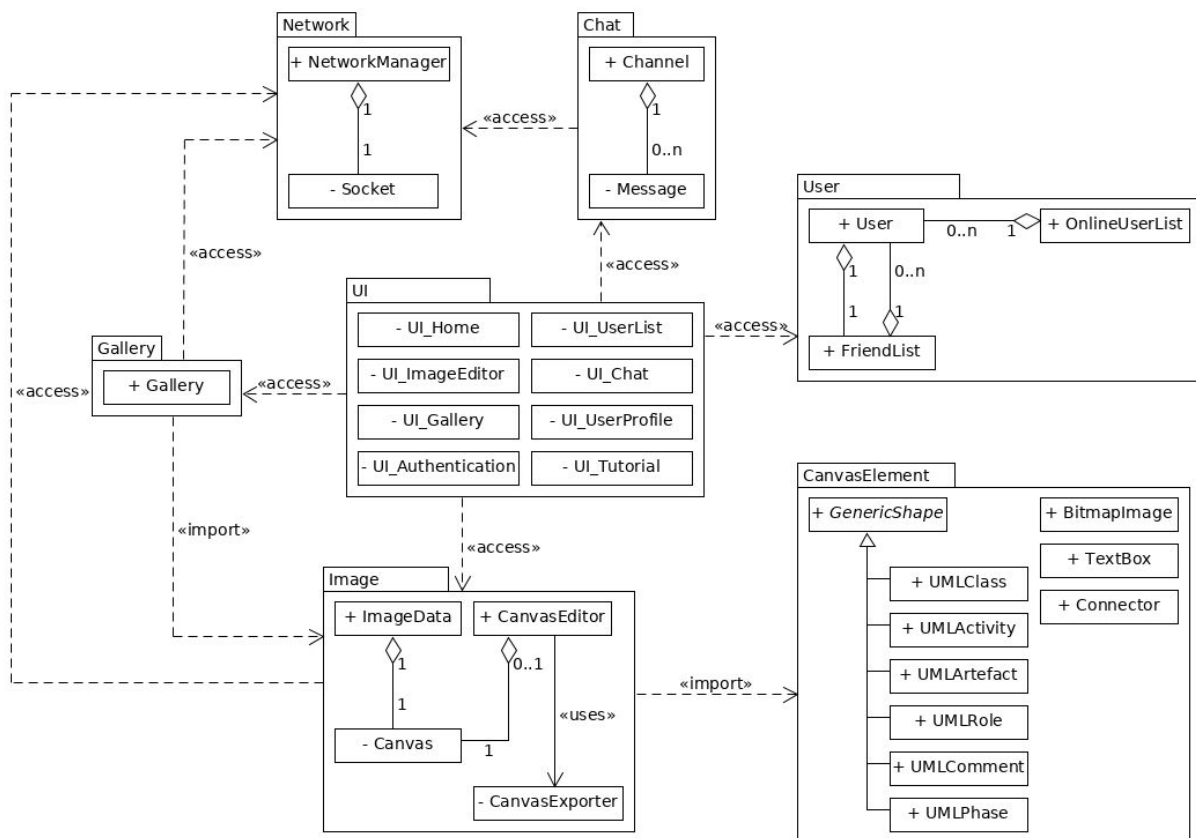 Network
+ NetworkManager
1
1
- Socket
«access»
Chat
+ Channel
1
0..n
- Message
«access»
«access»
User
+ User
0..n
1
+ OnlineUserList
1
0..n
1
1
+ FriendList
«access»
UI
- UI_Home
- UI_UserList
- UI_ImageEditor
- UI_Chat
- UI_Gallery
- UI_UserProfile
- UI_Authentication
- UI_Tutorial
Gallery
+ Gallery
«access»
«access»
«import»
«access»
Image
+ ImageData
+ CanvasEditor
1
0..1
1
1
«uses»
- Canvas
- CanvasExporter
«import»
CanvasElement
+ GenericShape
+ BitmapImage
+ TextBox
+ UMLClass
+ Connector
+ UMLActivity
+ UMLArtefact
+ UMLRole
+ UMLComment
+ UMLPhase